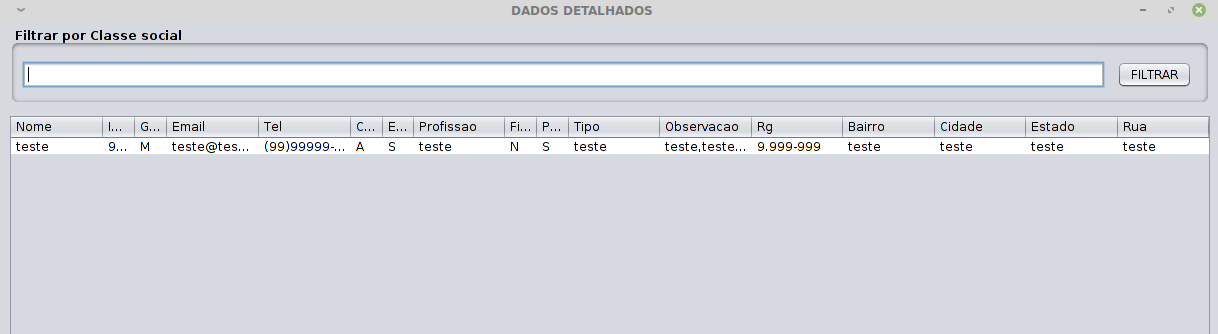 DADOS DETALHADOS
Filtrar por Classe social
FILTRAR
Nome I... G... Email Tel C... E... Profissao Fi... P... Tipo Observacao Rg Bairro Cidade Estado Rua
teste 9... M teste@tes... (99)99999-... A S teste N S teste teste,teste... 9.999-999 teste teste teste teste